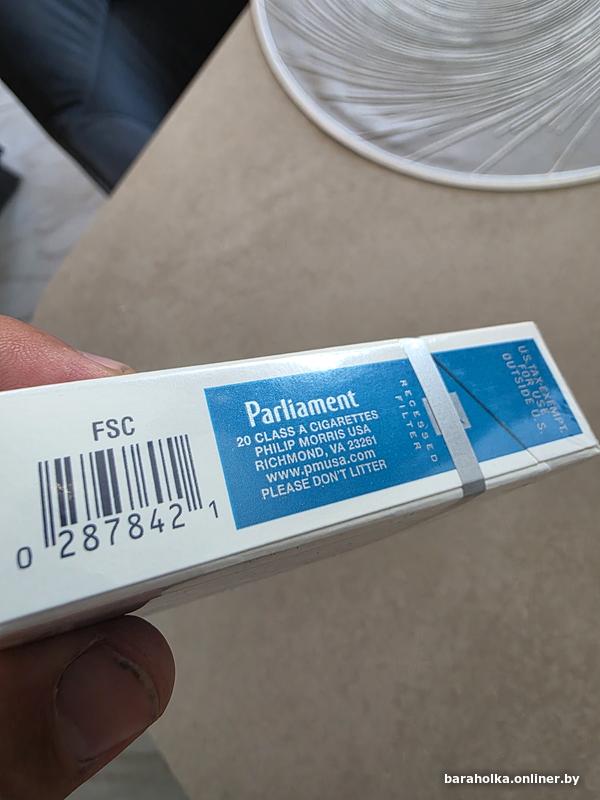 FSC
0 287842 1
Parliament
20 CLASS A CIGARETTES
PHILIP MORRIS USA
RICHMOND, VA 23261
www.pmusa.com
PLEASE DON'T LITTER
RECESSED
FILTER
US TAX-EXEMPT.
FOR USE
OUTSIDE U.S.
baraholka.onliner.by